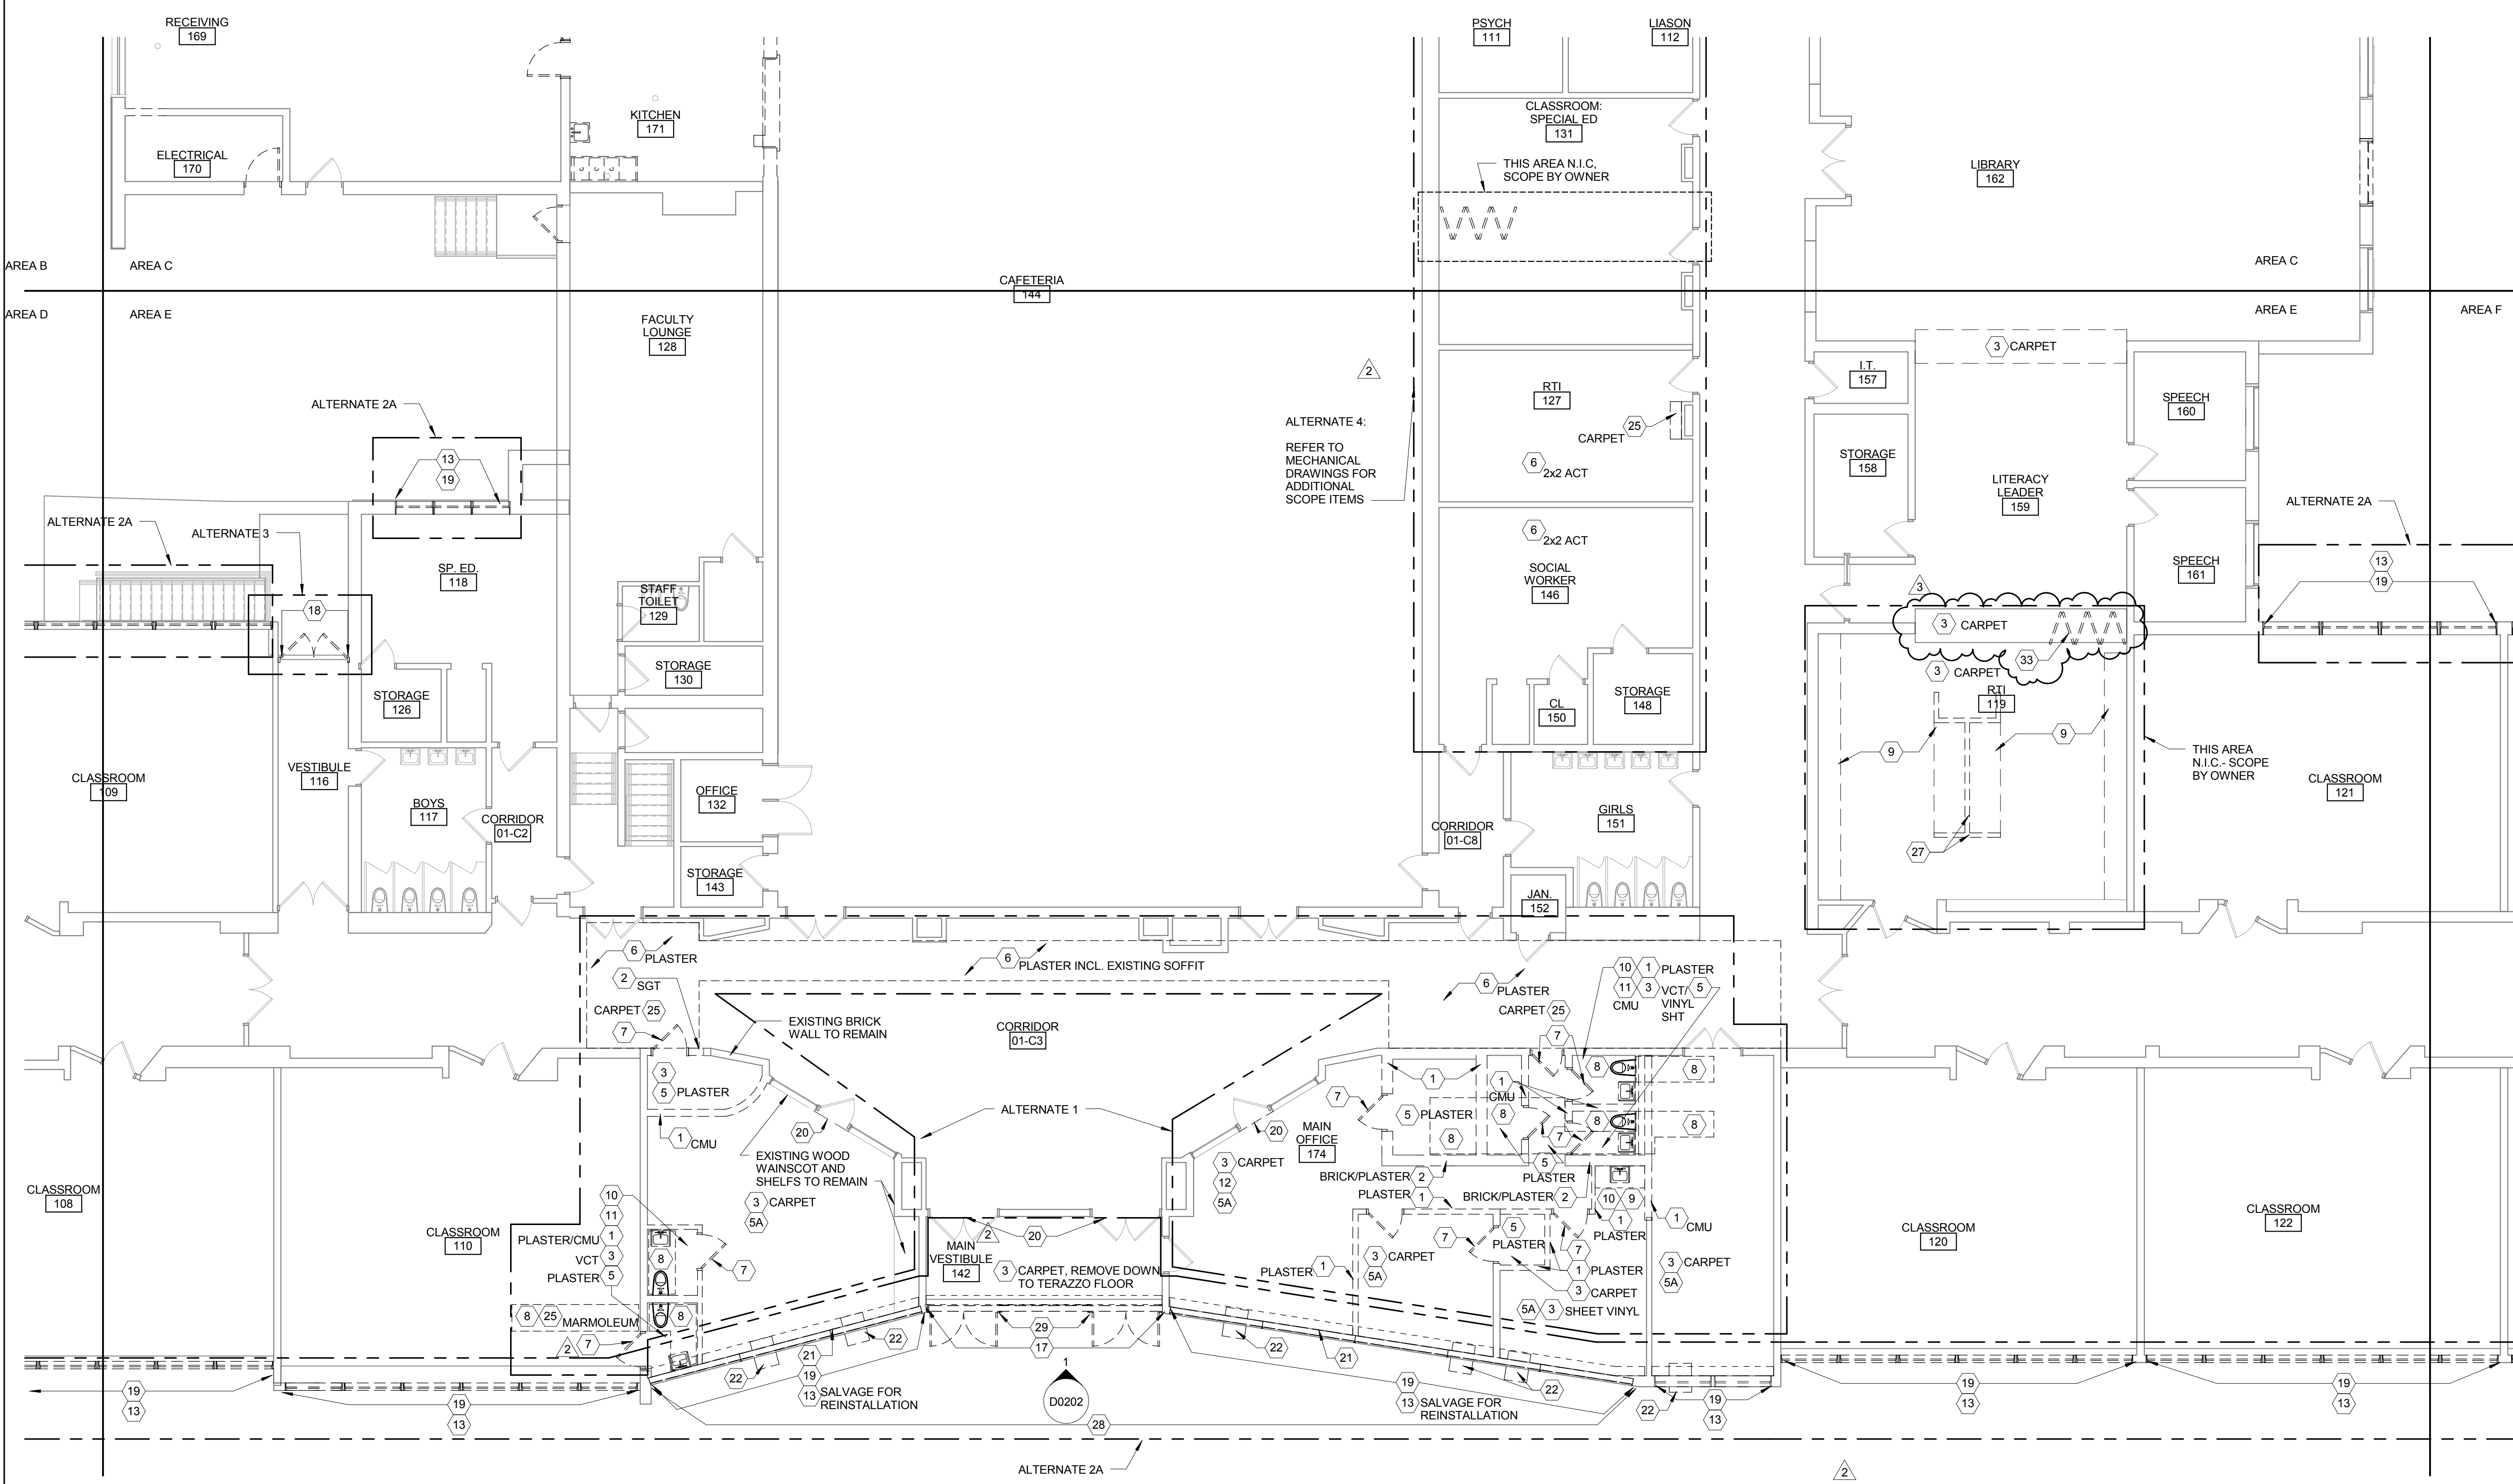 RECEIVING
169
PSYCH
111
LIASON
112
KITCHEN
171
CLASSROOM:
SPECIAL ED
131
ELECTRICAL
170
THIS AREA N.I.C,
SCOPE BY OWNER
LIBRARY
162
AREA B
AREA C
AREA C
CAFETERIA
144
AREA D
AREA E
AREA E
AREA F
FACULTY
LOUNGE
128
3 CARPET
2
I.T.
157
RTI
127
SPEECH
160
ALTERNATE 2A
ALTERNATE 4:
REFER TO
MECHANICAL
DRAWINGS FOR
ADDITIONAL
SCOPE ITEMS
25
CARPET
6
2x2 ACT
13
19
STORAGE
158
LITERACY
LEADER
159
ALTERNATE 2A
ALTERNATE 2A
ALTERNATE 3
6
2x2 ACT
SP. ED.
118
SOCIAL
WORKER
146
SPEECH
161
13
19
STAFF
TOILET
129
18
3
3 CARPET
33
3 CARPET
STORAGE
130
RTI
119
STORAGE
126
CL
150
STORAGE
148
9
9
THIS AREA
N.I.C.- SCOPE
BY OWNER
CLASSROOM
109
VESTIBULE
116
OFFICE
132
CLASSROOM
121
BOYS
117
CORRIDOR
01-C2
CORRIDOR
01-C8
GIRLS
151
27
STORAGE
143
JAN.
152
6 PLASTER
6 PLASTER INCL. EXISTING SOFFIT
6 PLASTER
2
SGT
CARPET 25
7
EXISTING BRICK
WALL TO REMAIN
CORRIDOR
01-C3
CARPET 25
7
10 1 PLASTER
11 3 VCT/ 5
CMU VINYL
SHT
3
5 PLASTER
1 CMU
20
ALTERNATE 1
7
1
1
CMU
8
8
5 PLASTER
8
8
8
8
7
20
MAIN
OFFICE
174
5
PLASTER
EXISTING WOOD
WAINSCOT AND
SHELFS TO REMAIN
3 CARPET
12
5A
BRICK/PLASTER 2
PLASTER 1
BRICK/PLASTER 2
10 9
1
PLASTER
1
CMU
CLASSROOM
108
CLASSROOM
110
10
11
PLASTER/CMU 1
VCT 3
PLASTER 5
3 CARPET
5A
8
7
8 25
MARMOLEUM
8
2 7
MAIN
VESTIBULE
142
2
20
3 CARPET, REMOVE DOWN
TO TERAZZO FLOOR
PLASTER 1
3 CARPET
5A
7
5
PLASTER
7
1 PLASTER
3 CARPET
5A 3 SHEET VINYL
3 CARPET
5A
CLASSROOM
120
CLASSROOM
122
29
17
21
22
22
19
13 SALVAGE FOR
REINSTALLATION
1
D0202
22
21
22
19
13 SALVAGE FOR
REINSTALLATION
22
19
13
19
13
19
13
19
13
19
13
28
ALTERNATE 2A
2